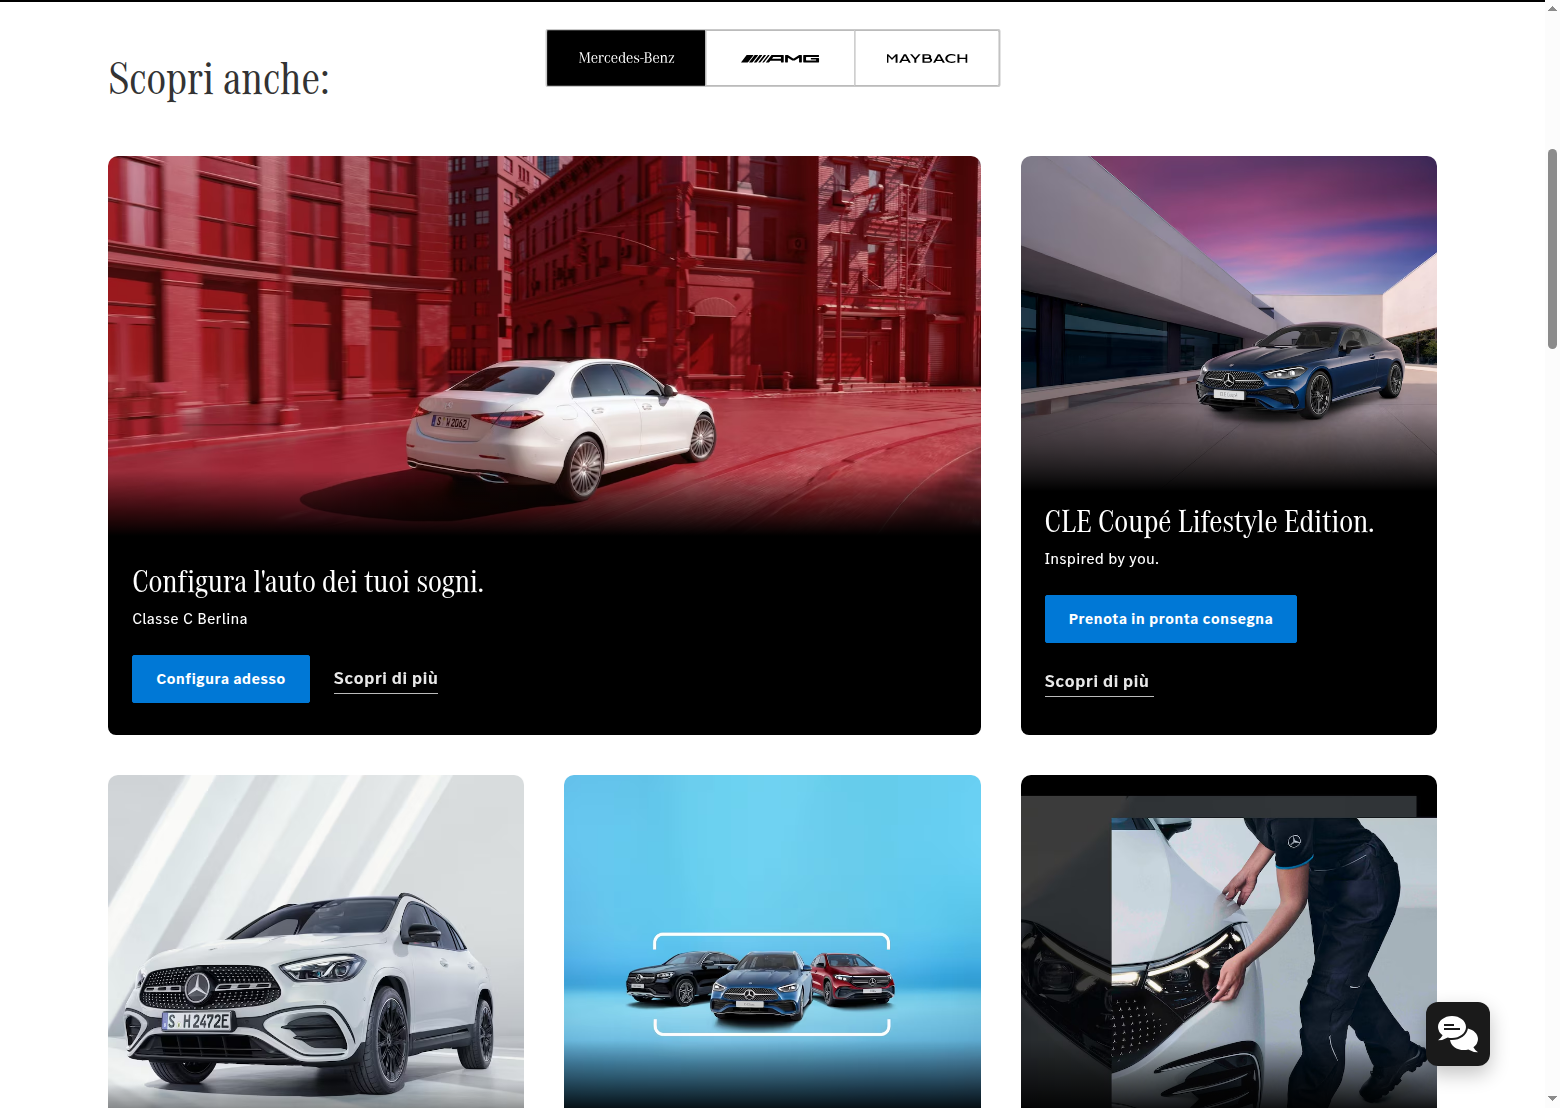 Scopri anche:
Mercedes-Benz
AMG
MAYBACH
S W 2062
Configura l'auto dei tuoi sogni.
Classe C Berlina
Configura adesso
Scopri di più
CLE Coupé Lifestyle Edition.
Inspired by you.
Prenota in pronta consegna
Scopri di più
S H 2472E